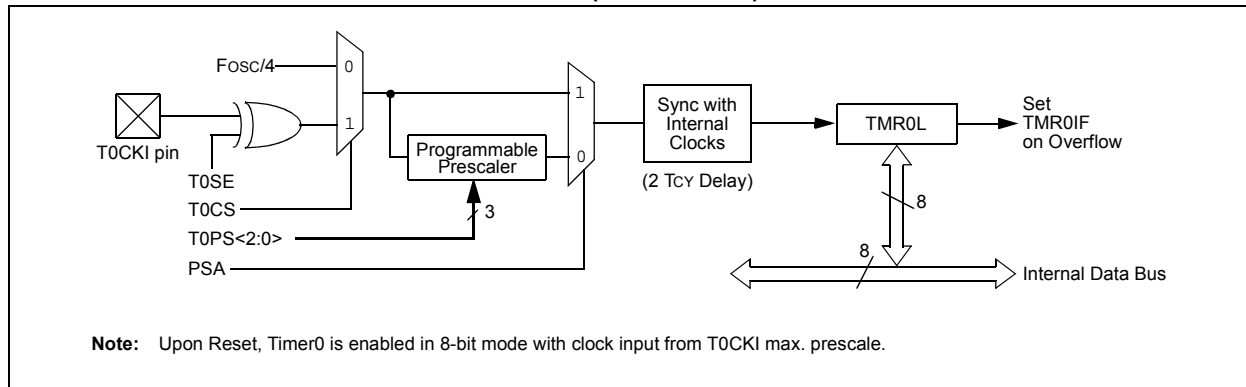 FOSC/4
0
1
T0CKI pin
T0SE
T0CS
T0PS<2:0>
PSA
Programmable
Prescaler
3
1
0
Sync with
Internal
Clocks
(2 TCY Delay)
TMR0L
Set
TMR0IF
on Overflow
8
8
Internal Data Bus
Note: Upon Reset, Timer0 is enabled in 8-bit mode with clock input from T0CKI max. prescale.